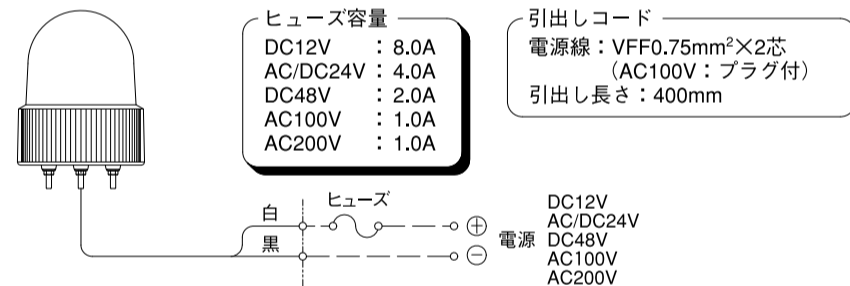 ヒューズ容量
DC12V : 8.0A
AC/DC24V : 4.0A
DC48V : 2.0A
AC100V : 1.0A
AC200V : 1.0A
引出しコード
電源線：VFF0.75mm²×2芯
（AC100V：プラグ付）
引出し長さ：400mm
白
ヒューズ
黒
⊕
⊖
電源
DC12V
AC/DC24V
DC48V
AC100V
AC200V